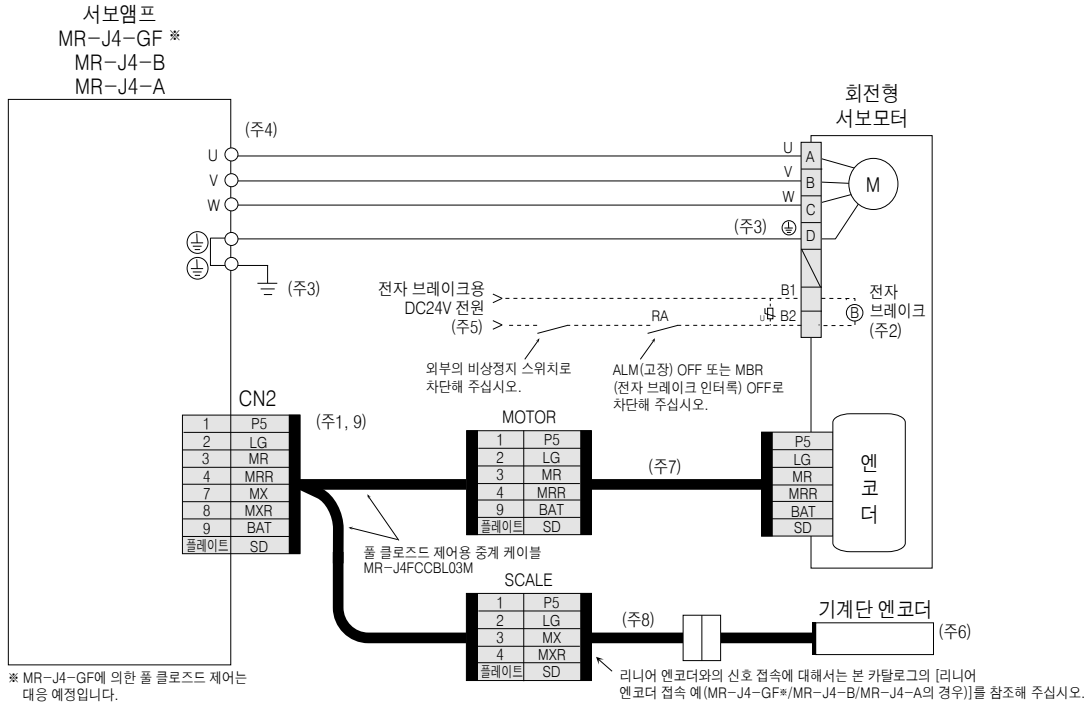 서보앰프
MR-J4-GF ※
MR-J4-B
MR-J4-A
회전형
서보모터
(주4)
U
V
W
U
V
W
(주3)
(주3)
A
B
C
D
M
전자 브레이크용
DC24V 전원
(주5)
RA
B1
B2
U
B
전자
브레이크
(주2)
외부의 비상정지 스위치로
차단해 주십시오.
ALM(고장) OFF 또는 MBR
(전자 브레이크 인터록) OFF로
차단해 주십시오.
CN2
(주1, 9)
1 P5
2 LG
3 MR
4 MRR
7 MX
8 MXR
9 BAT
플레이트 SD
MOTOR
1 P5
2 LG
3 MR
4 MRR
9 BAT
플레이트 SD
(주7)
P5
LG
MR
MRR
BAT
SD
엔
코
더
풀 클로즈드 제어용 중계 케이블
MR-J4FCCBL03M
SCALE
1 P5
2 LG
3 MX
4 MXR
플레이트 SD
(주8)
기계단 엔코더
(주6)
※ MR-J4-GF에 의한 풀 클로즈드 제어는
대응 예정입니다.
리니어 엔코더와의 신호 접속에 대해서는 본 카탈로그의 [리니어
엔코더 접속 예(MR-J4-GF※/MR-J4-B/MR-J4-A의 경우)]를 참조해 주십시오.